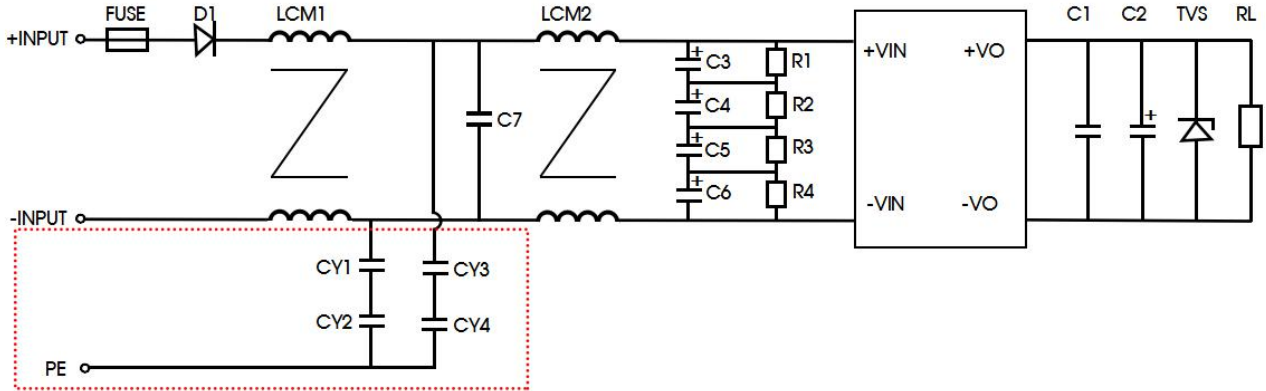 FUSE D1 LCM1 LCM2 C1 C2 TVS RL
+INPUT
+VIN +VO
+ C3 R1
+ C4 R2
C7
+
+ C5 R3
+ C6 R4
-INPUT
-VIN -VO
CY1 CY3
CY2 CY4
PE